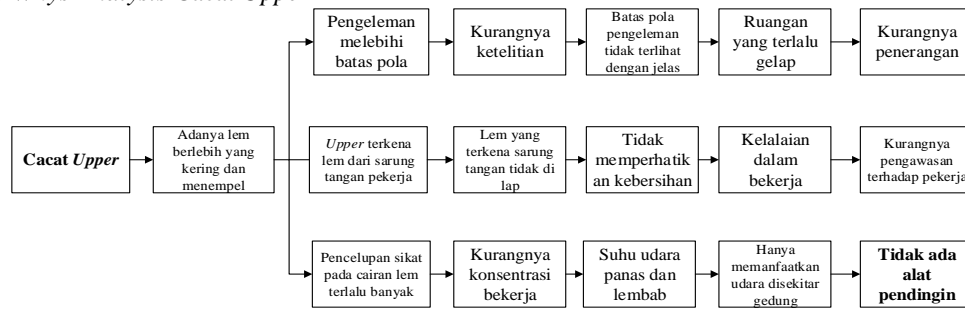 Analysis Cacat Upper
Pengeleman
melebihi
batas pola
Kurangnya
ketelitian
Batas pola
pengeleman
tidak terlihat
dengan jelas
Ruangan
yang terlalu
gelap
Kurangnya
penerangan
Cacat Upper
Adanya lem
berlebih yang
kering dan
menempel
Upper terkena
lem dari sarung
tangan pekerja
Lem yang
terkena sarung
tangan tidak di
lap
Tidak
memperhatik
an kebersihan
Kelalaian
dalam
bekerja
Kurangnya
pengawasan
terhadap pekerja
Pencelupan sikat
pada cairan lem
terlalu banyak
Kurangnya
konsentrasi
bekerja
Suhu udara
panas dan
lembab
Hanya
memanfaatkan
udara disekitar
gedung
Tidak ada
alat
pendingin